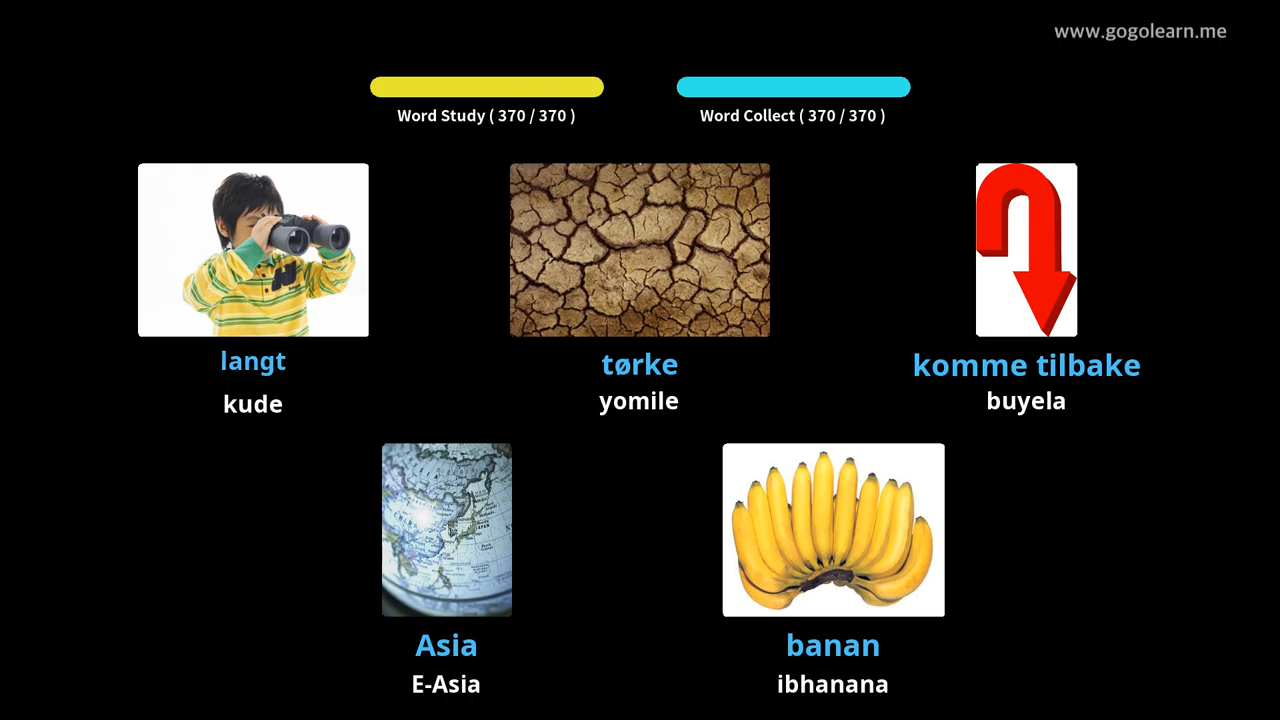 www.gogolearn.me
Word Study ( 370 / 370 )
Word Collect ( 370 / 370 )
langt
tørke
komme tilbake
kude
yomile
buyela
Asia
banan
E-Asia
ibhanana